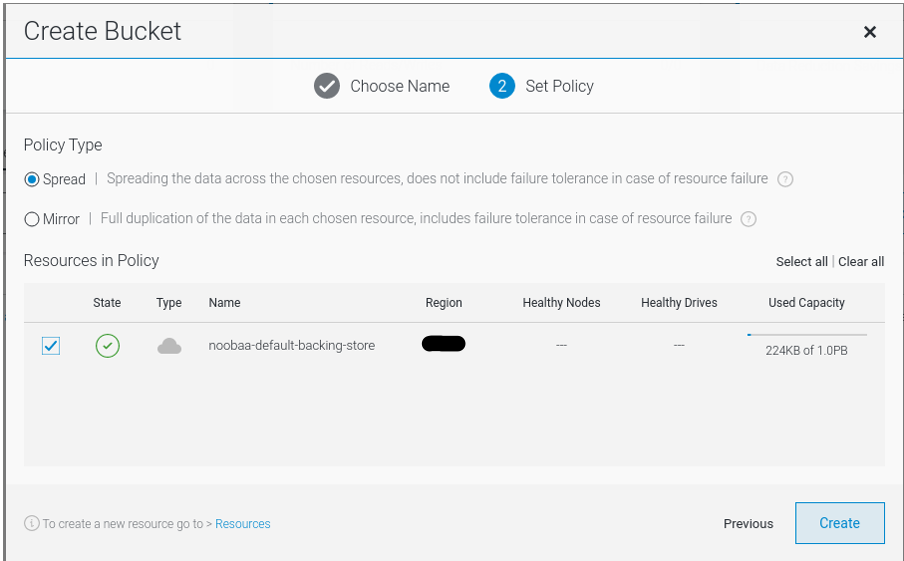 Create Bucket
Choose Name
2 Set Policy
Policy Type
Spread | Spreading the data across the chosen resources, does not include failure tolerance in case of resource failure ?
Mirror | Full duplication of the data in each chosen resource, includes failure tolerance in case of resource failure ?
Resources in Policy
Select all | Clear all
State Type Name Region Healthy Nodes Healthy Drives Used Capacity
noobaa-default-backing-store --- --- 224KB of 1.0PB
To create a new resource go to > Resources
Previous Create